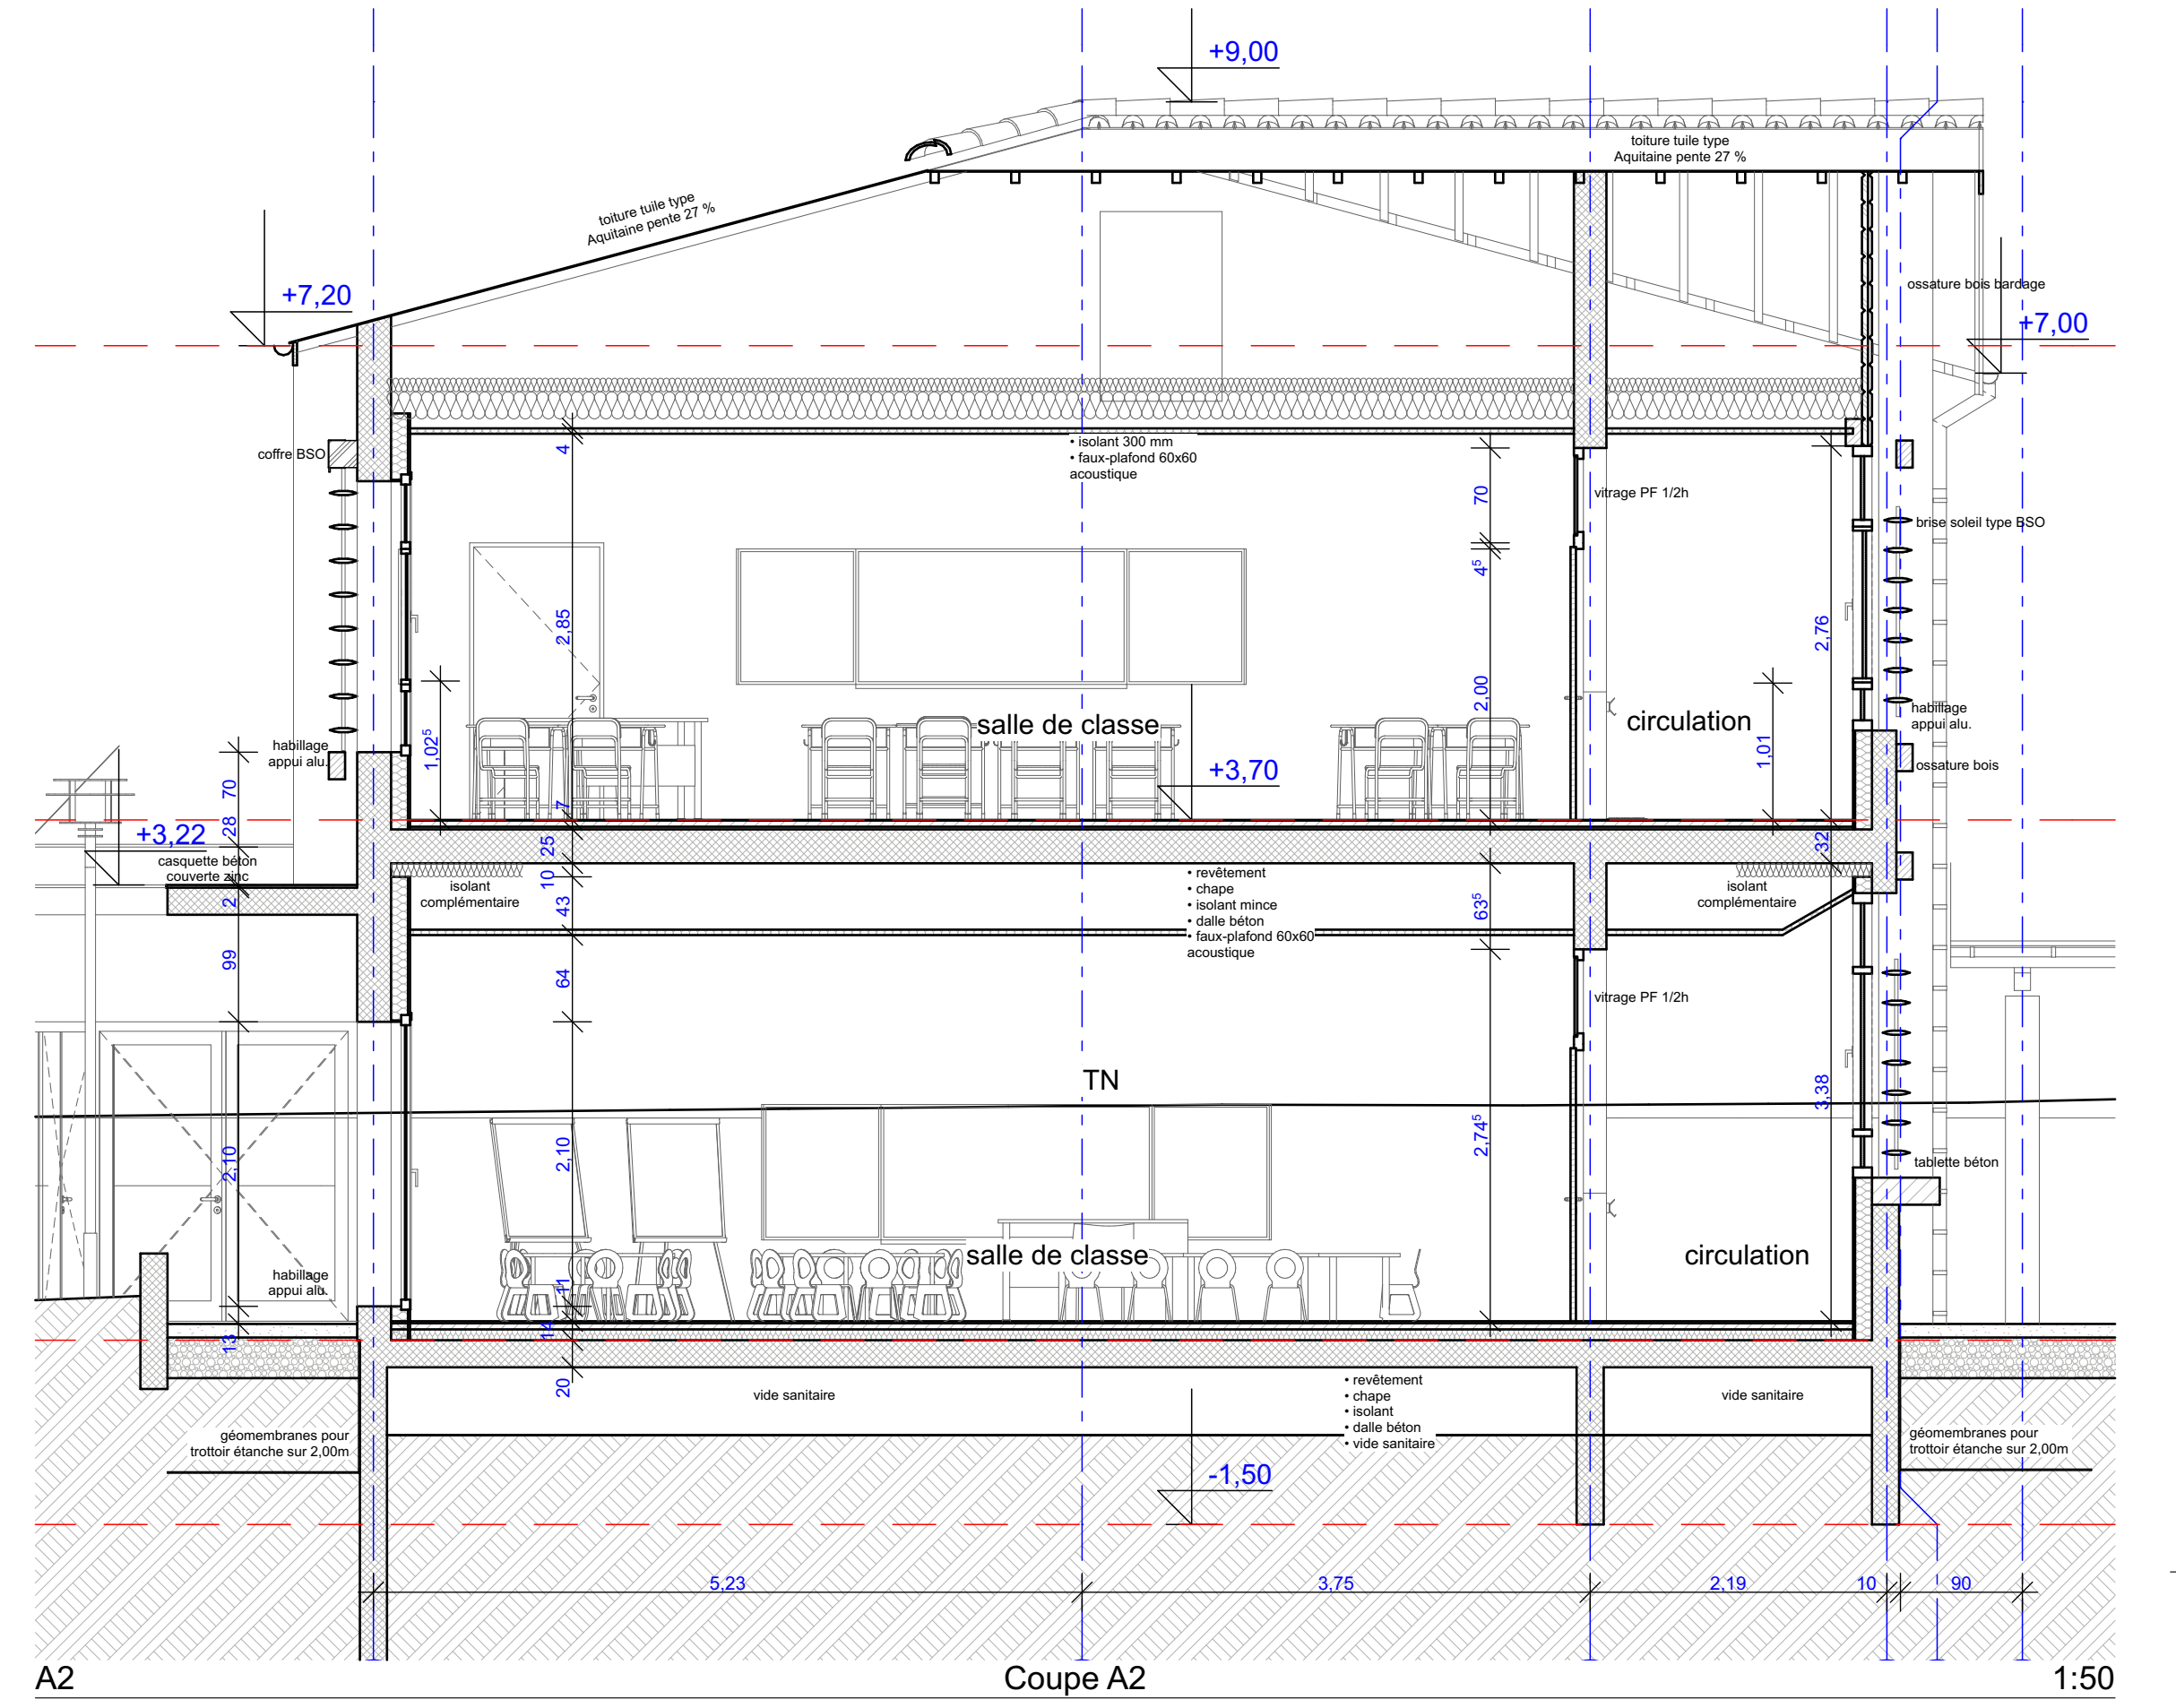 +9,00
toiture tuile type
Aquitaine pente 27 %
toiture tuile type
Aquitaine pente 27 %
+7,20
ossature bois bardage
+7,00
coffre BSO
4
• isolant 300 mm
• faux-plafond 60x60
acoustique
70
vitrage PF 1/2h
brise soleil type BSO
4⁵
2,85
2,76
2,00
salle de classe
circulation
habillage
appui alu.
habillage
appui alu.
1,02⁵
1,01
ossature bois
+3,70
70
7
28
+3,22
25
32
casquette béton
couverte zinc
10
isolant
complémentaire
• revêtement
• chape
• isolant mince
• dalle béton
• faux-plafond 60x60
acoustique
isolant
complémentaire
2
43
63⁵
99
64
vitrage PF 1/2h
TN
3,38
2,10
2,10
2,74⁵
tablette béton
salle de classe
circulation
habillage
appui alu.
11
13
14
20
vide sanitaire
• revêtement
• chape
• isolant
• dalle béton
• vide sanitaire
vide sanitaire
géomembranes pour
trottoir étanche sur 2,00m
géomembranes pour
trottoir étanche sur 2,00m
-1,50
5,23
3,75
2,19
10
90
A2
Coupe A2
1:50